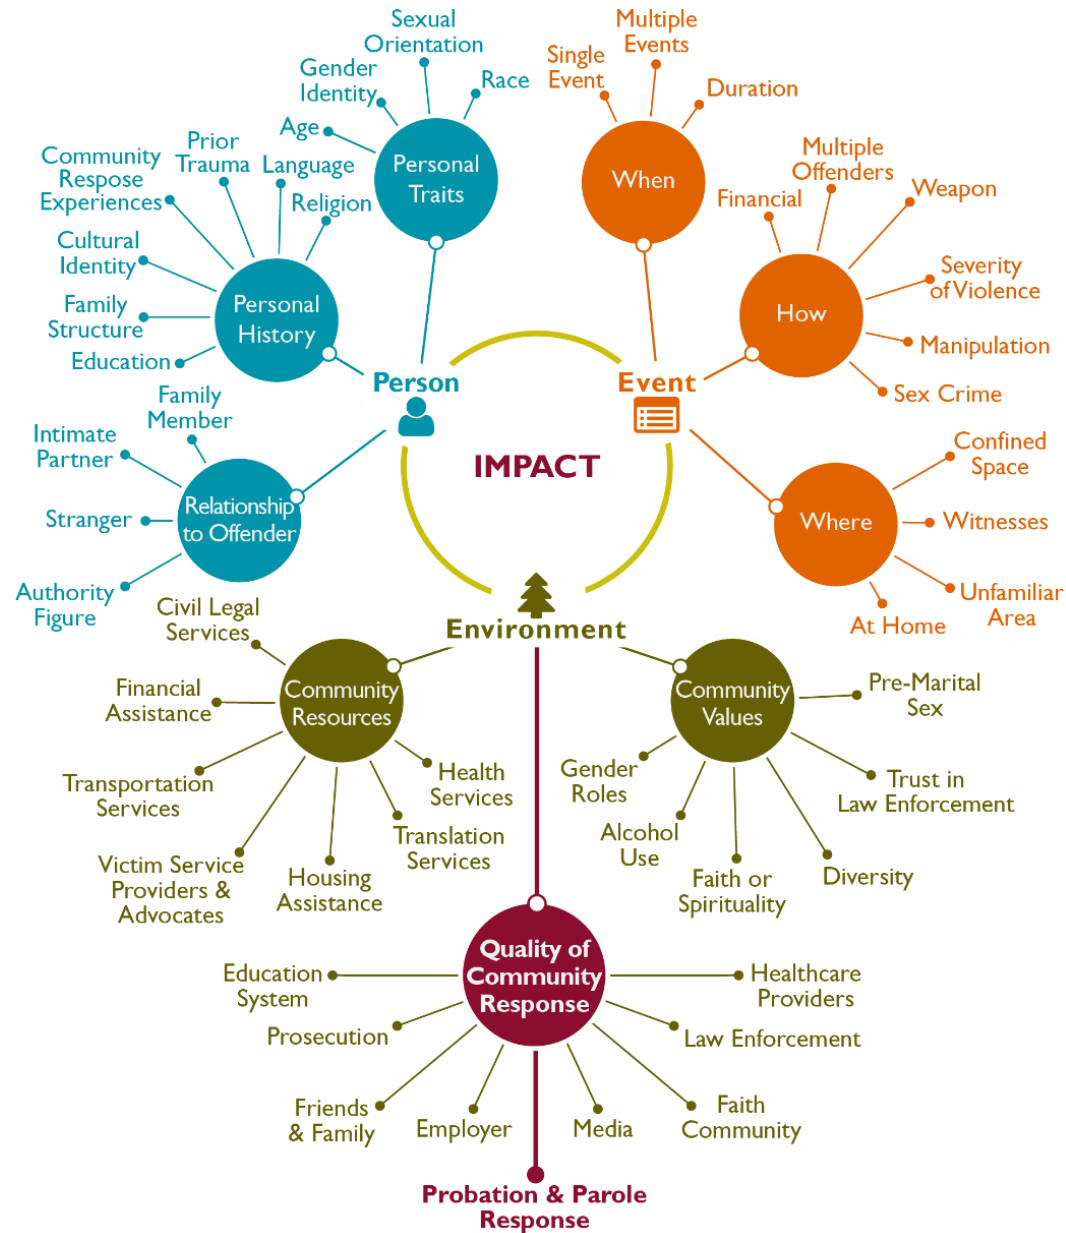 Sexual
Orientation
Gender
Identity
Race
Age
Personal
Traits
Community
Respose
Experiences
Prior
Trauma
Language
Religion
Cultural
Identity
Family
Structure
Education
Personal
History
Person
Family
Member
Intimate
Partner
Stranger
Authority
Figure
Relationship
to Offender
Multiple
Events
Single
Event
Duration
When
Multiple
Offenders
Financial
Weapon
Severity
of Violence
Manipulation
Sex Crime
How
Event
Confined
Space
Witnesses
Unfamiliar
Area
At Home
Where
IMPACT
Environment
Civil Legal
Services
Financial
Assistance
Transportation
Services
Victim Service
Providers &
Advocates
Housing
Assistance
Translation
Services
Health
Services
Community
Resources
Community
Values
Pre-Marital
Sex
Trust in
Law Enforcement
Diversity
Faith or
Spirituality
Alcohol
Use
Gender
Roles
Quality of
Community
Response
Education
System
Prosecution
Friends
& Family
Employer
Media
Faith
Community
Law Enforcement
Healthcare
Providers
Probation & Parole
Response